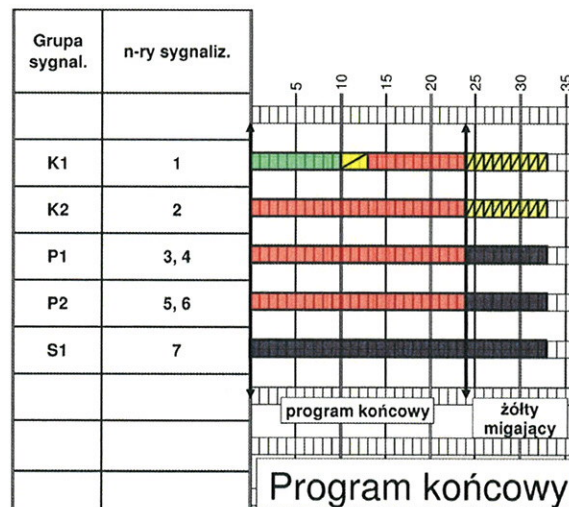 Grupa sygnal. n-ry sygnaliz.
5 10 15 20 25 30 35
K1 1
K2 2
P1 3, 4
P2 5, 6
S1 7
program końcowy żółty migający
Program końcowy